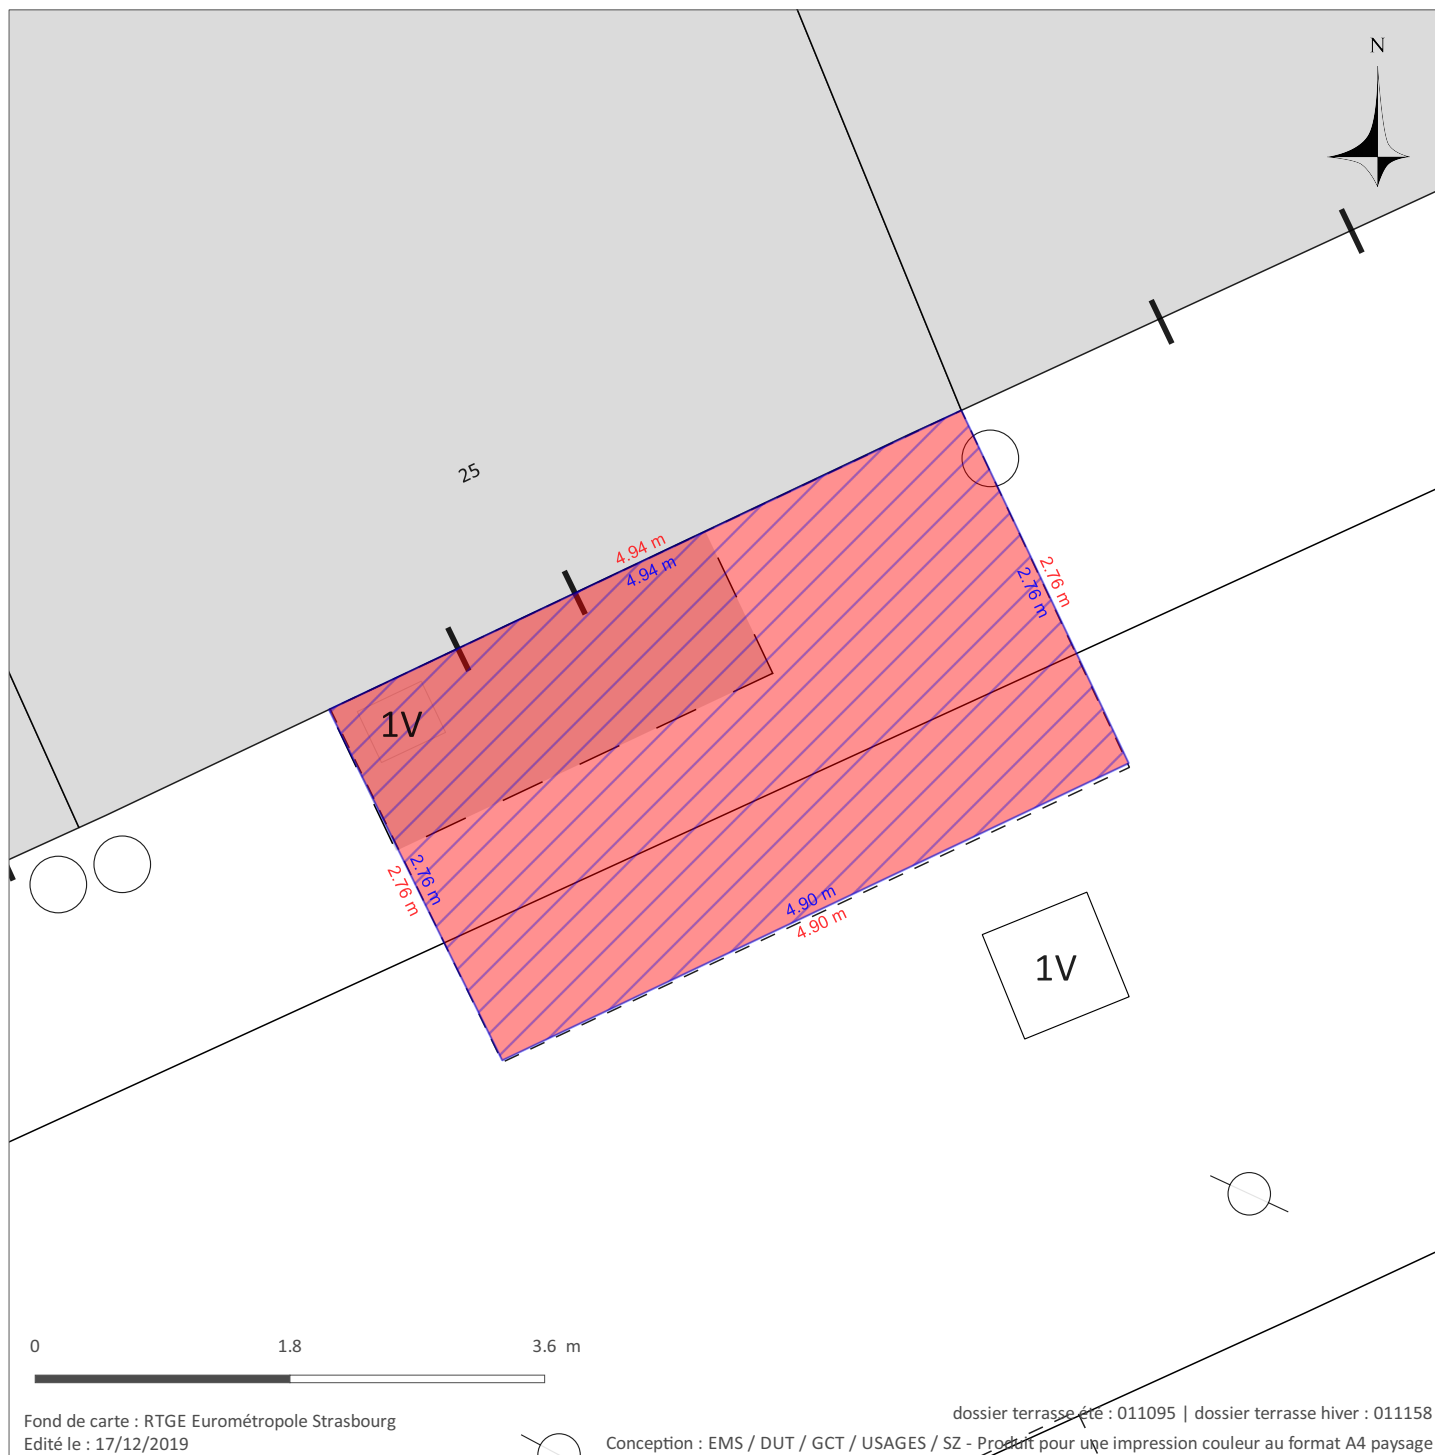 N
25
4.94 m
4.94 m
2.76 m
2.76 m
1V
2.76 m
2.76 m
4.90 m
4.90 m
1V
0 1.8 3.6 m
Fond de carte : RTGE Eurométropole Strasbourg
Edité le : 17/12/2019
dossier terrasse été : 011095 | dossier terrasse hiver : 011158
Conception : EMS / DUT / GCT / USAGES / SZ - Produit pour une impression couleur au format A4 paysage